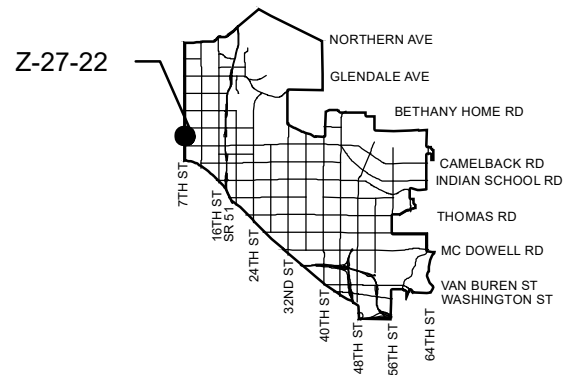 Z-27-22
NORTHERN AVE
GLENDALE AVE
BETHANY HOME RD
CAMELBACK RD
INDIAN SCHOOL RD
THOMAS RD
MC DOWELL RD
VAN BUREN ST
WASHINGTON ST
7TH ST
16TH ST
SR 51
24TH ST
32ND ST
40TH ST
48TH ST
56TH ST
64TH ST